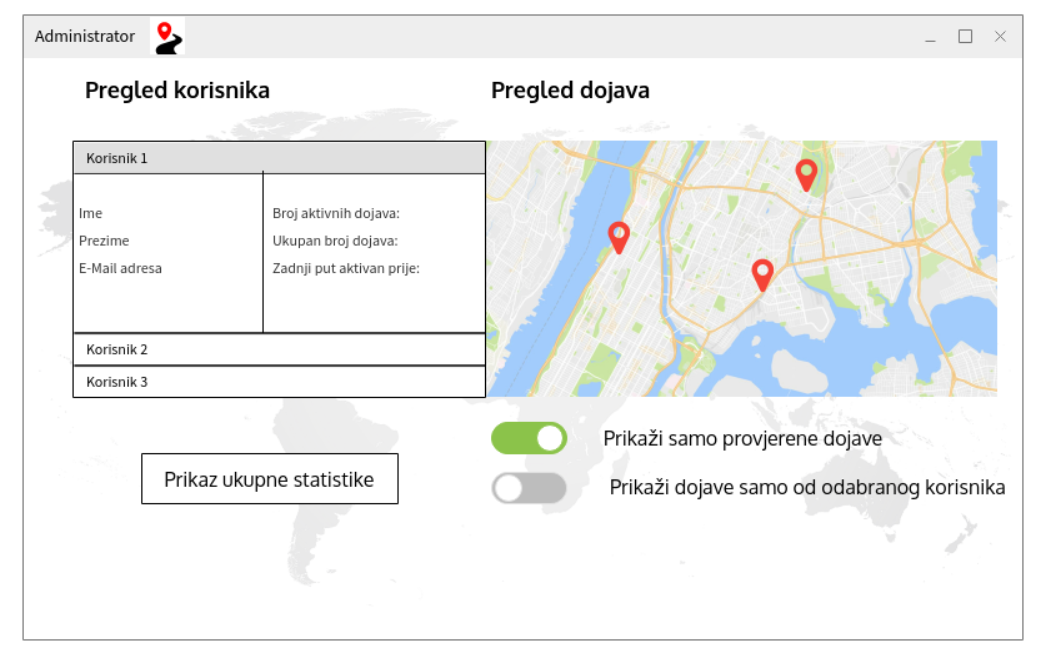 Administrator
Pregled korisnika
Pregled dojava
Korisnik 1
Ime
Prezime
E-Mail adresa
Broj aktivnih dojava:
Ukupan broj dojava:
Zadnji put aktivan prije:
Korisnik 2
Korisnik 3
Prikaz ukupne statistike
Prikaži samo provjerene dojave
Prikaži dojave samo od odabranog korisnika